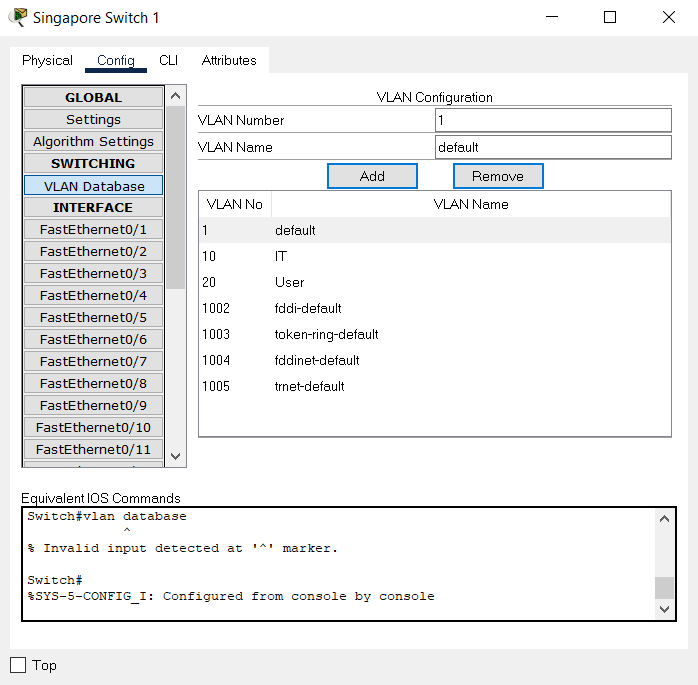 Singapore Switch 1
Physical Config CLI Attributes
GLOBAL
Settings
Algorithm Settings
SWITCHING
VLAN Database
INTERFACE
FastEthernet0/1
FastEthernet0/2
FastEthernet0/3
FastEthernet0/4
FastEthernet0/5
FastEthernet0/6
FastEthernet0/7
FastEthernet0/8
FastEthernet0/9
FastEthernet0/10
FastEthernet0/11
VLAN Configuration
VLAN Number 1
VLAN Name default
Add Remove
VLAN No VLAN Name
1 default
10 IT
20 User
1002 fddi-default
1003 token-ring-default
1004 fddinet-default
1005 trnet-default
Equivalent IOS Commands
Switch#vlan database
^
% Invalid input detected at '^' marker.
Switch#
%SYS-5-CONFIG_I: Configured from console by console
Top